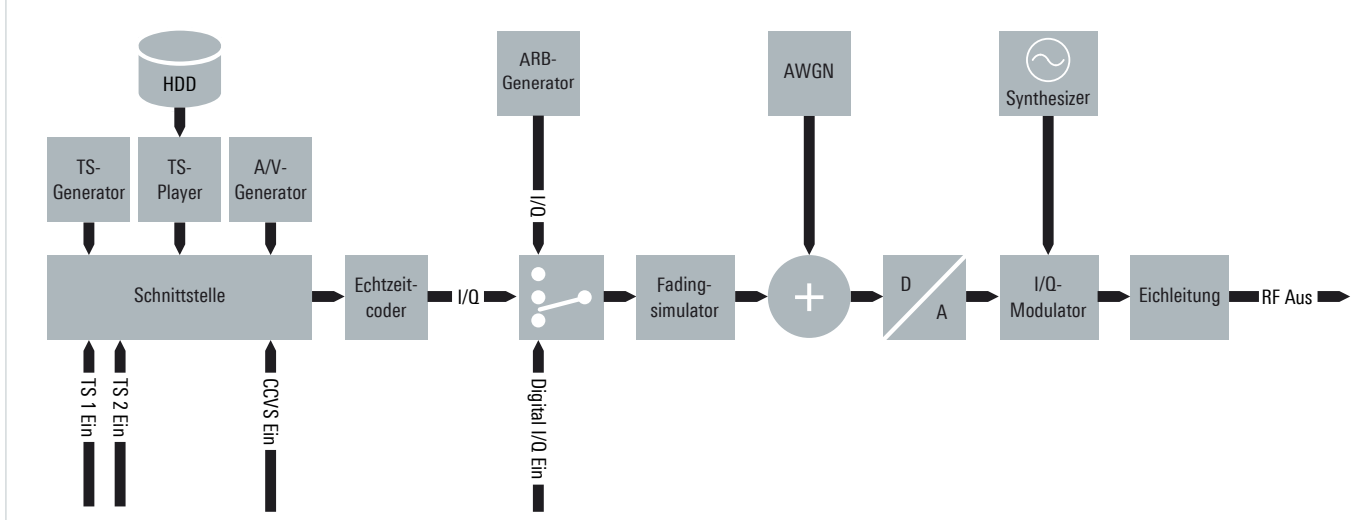 HDD
ARB-
Generator
AWGN
Synthesizer
TS-
Generator
TS-
Player
A/V-
Generator
I/Q
Schnittstelle
Echtzeit-
coder
I/Q
Fading-
simulator
+
D
A
I/Q-
Modulator
Eichleitung
RF Aus
TS 1 Ein
TS 2 Ein
CCVS Ein
Digital I/Q Ein